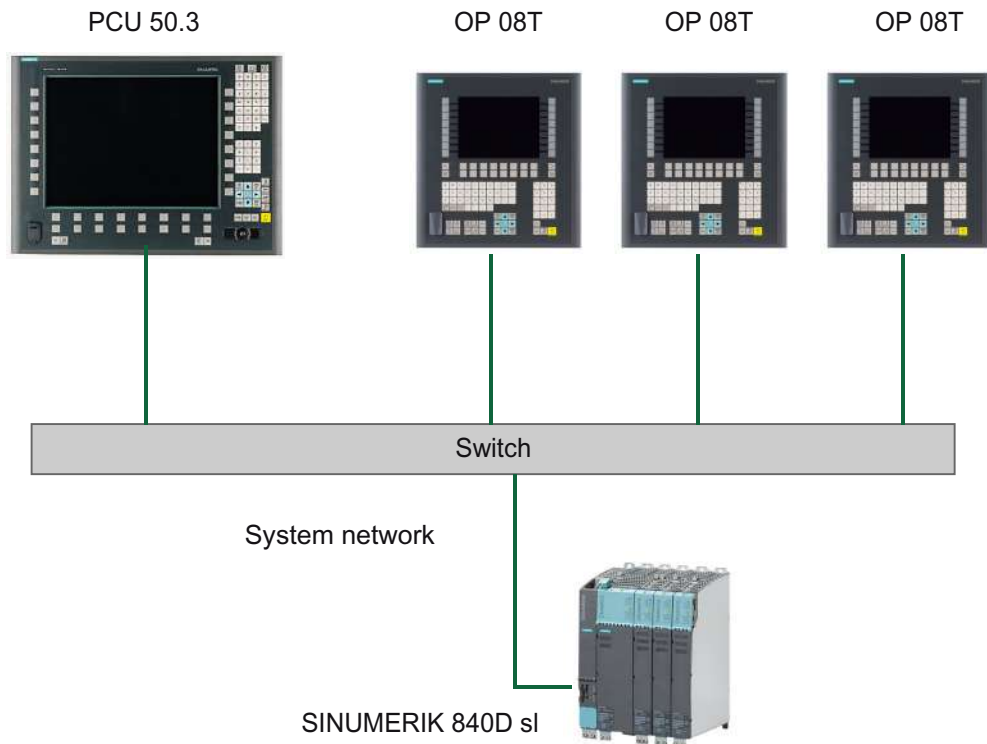 PCU 50.3
OP 08T
OP 08T
OP 08T
Switch
System network
SINUMERIK 840D sl